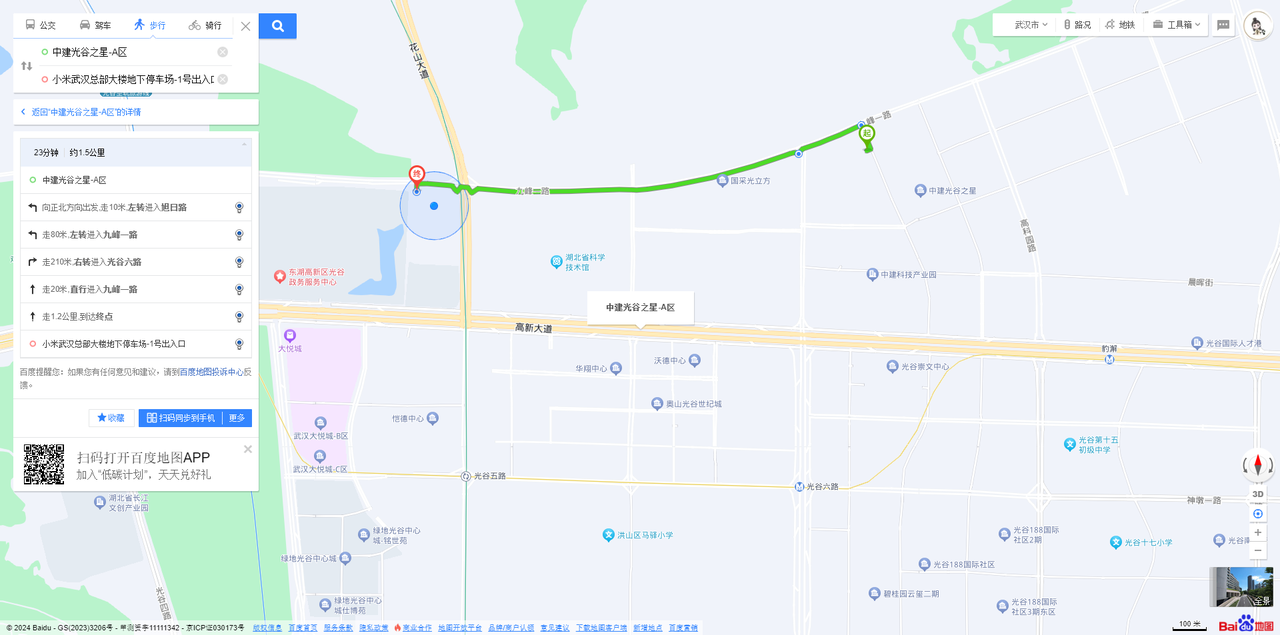 公交
驾车
步行
骑行
中建光谷之星-A区
小米武汉总部大楼地下停车场-1号出入口
返回"中建光谷之星-A区"的详情
23分钟
约1.5公里
中建光谷之星-A区
向正北方向出发,走10米,左转进入旭日路
走80米,左转进入九峰一路
走210米,右转进入光谷六路
走20米,直行进入九峰一路
走1.2公里,到达终点
小米武汉总部大楼地下停车场-1号出入口
百度提醒您：如果您有任何意见和建议，请到百度地图投诉中心反
馈。
收藏
扫码同步到手机
更多
扫码打开百度地图APP
加入"低碳计划"，天天兑好礼
武汉市
路况
地铁
工具箱
花山大道
起
峰一路
终
九峰一路
国采光立方
中建光谷之星
高科园路
湖北省科学
技术馆
东湖高新区光谷
政务服务中心
中建科技产业园
晨晖街
中建光谷之星-A区
高新大道
大悦城
豹澥
光谷国际人才港
沃德中心
华翔中心
光谷崇文中心
奥山光谷世纪城
恺德中心
武汉大悦城-B区
武汉大悦城-C区
光谷第十五
初级中学
光谷五路
光谷六路
3D
神墩一路
湖北省长江
文创产业园
绿地光谷中心
城-铭世苑
洪山区马驿小学
光谷188国际
社区2期
光谷十七小学
光谷南
绿地光谷中心城
光谷188国际社区
碧桂园云玺二期
绿地光谷中心
城仕博苑
光谷188国际
社区3期东区
光谷四路
全景
100 米
Bai du 地图
© 2024 Baidu - GS(2023)3206号 - 甲测资字11111342 - 京ICP证030173号
版权信息
百度首页
服务条款
隐私政策
商业合作
地图开放平台
品牌/商户认领
意见建议
下载地图客户端
新增地点
百度营销